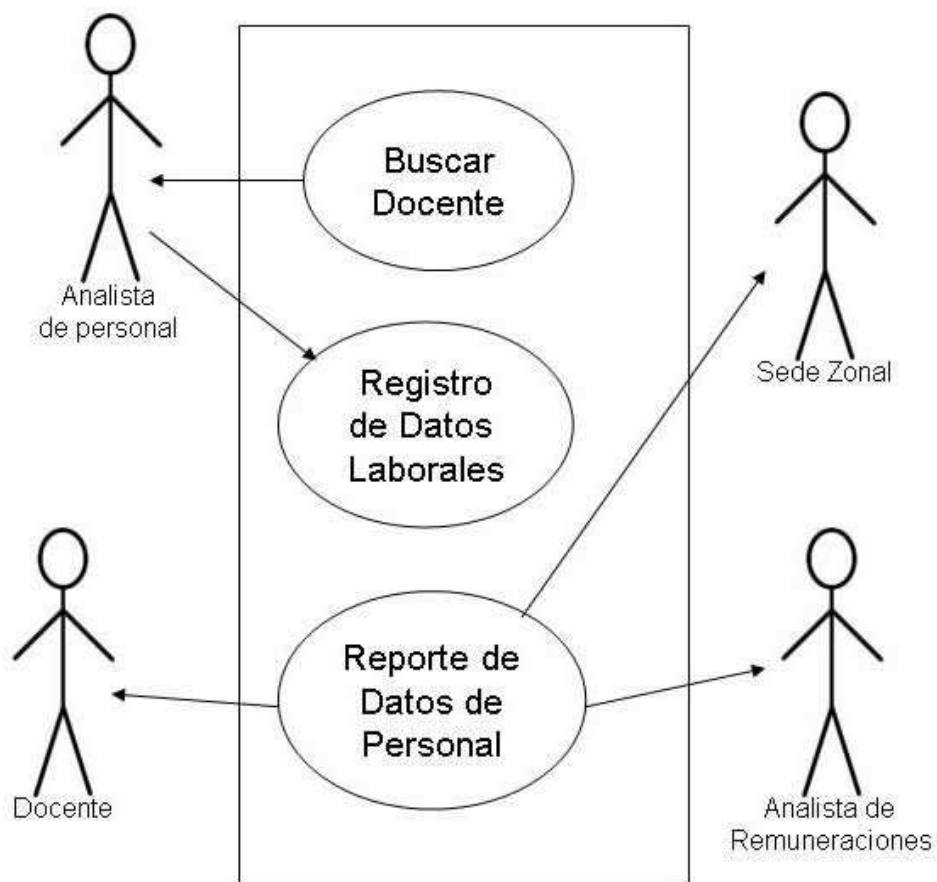 Buscar
Docente
Analista
de personal
Sede Zonal
Registro
de Datos
Laborales
Reporte de
Datos de
Personal
Docente
Analista de
Remuneraciones